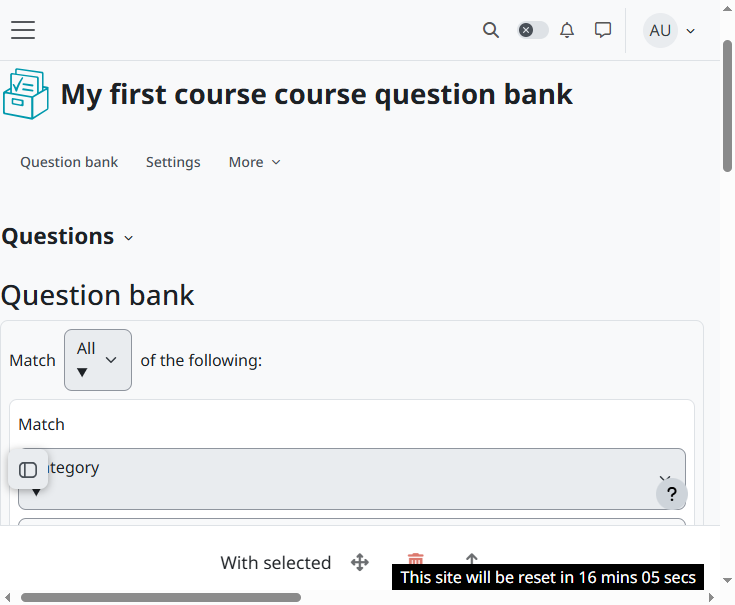 AU
My first course course question bank
Question bank
Settings
More
Questions
Question bank
Match
All
of the following:
Match
tegory
?
With selected
This site will be reset in 16 mins 05 secs